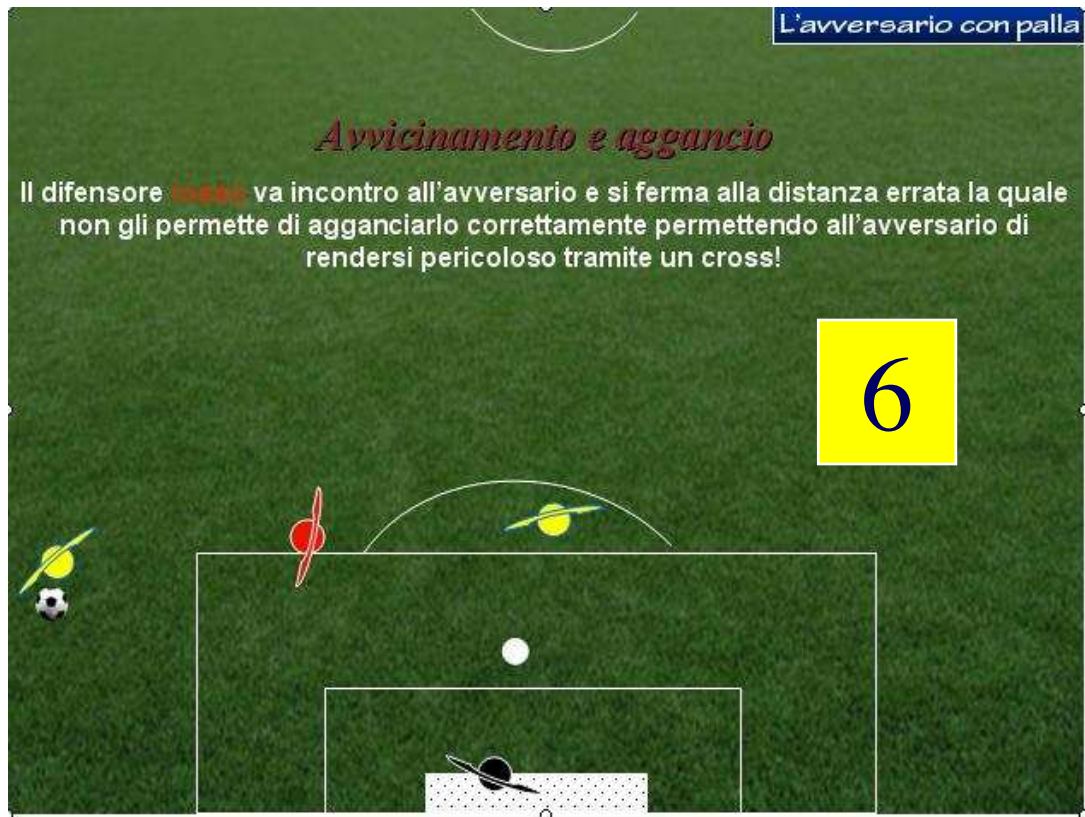 L'avversario con palla
Avvicinamento e aggancio
Il difensore rosso va incontro all'avversario e si ferma alla distanza errata la quale
non gli permette di agganciarlo correttamente permettendo all'avversario di
rendersi pericoloso tramite un cross!
6